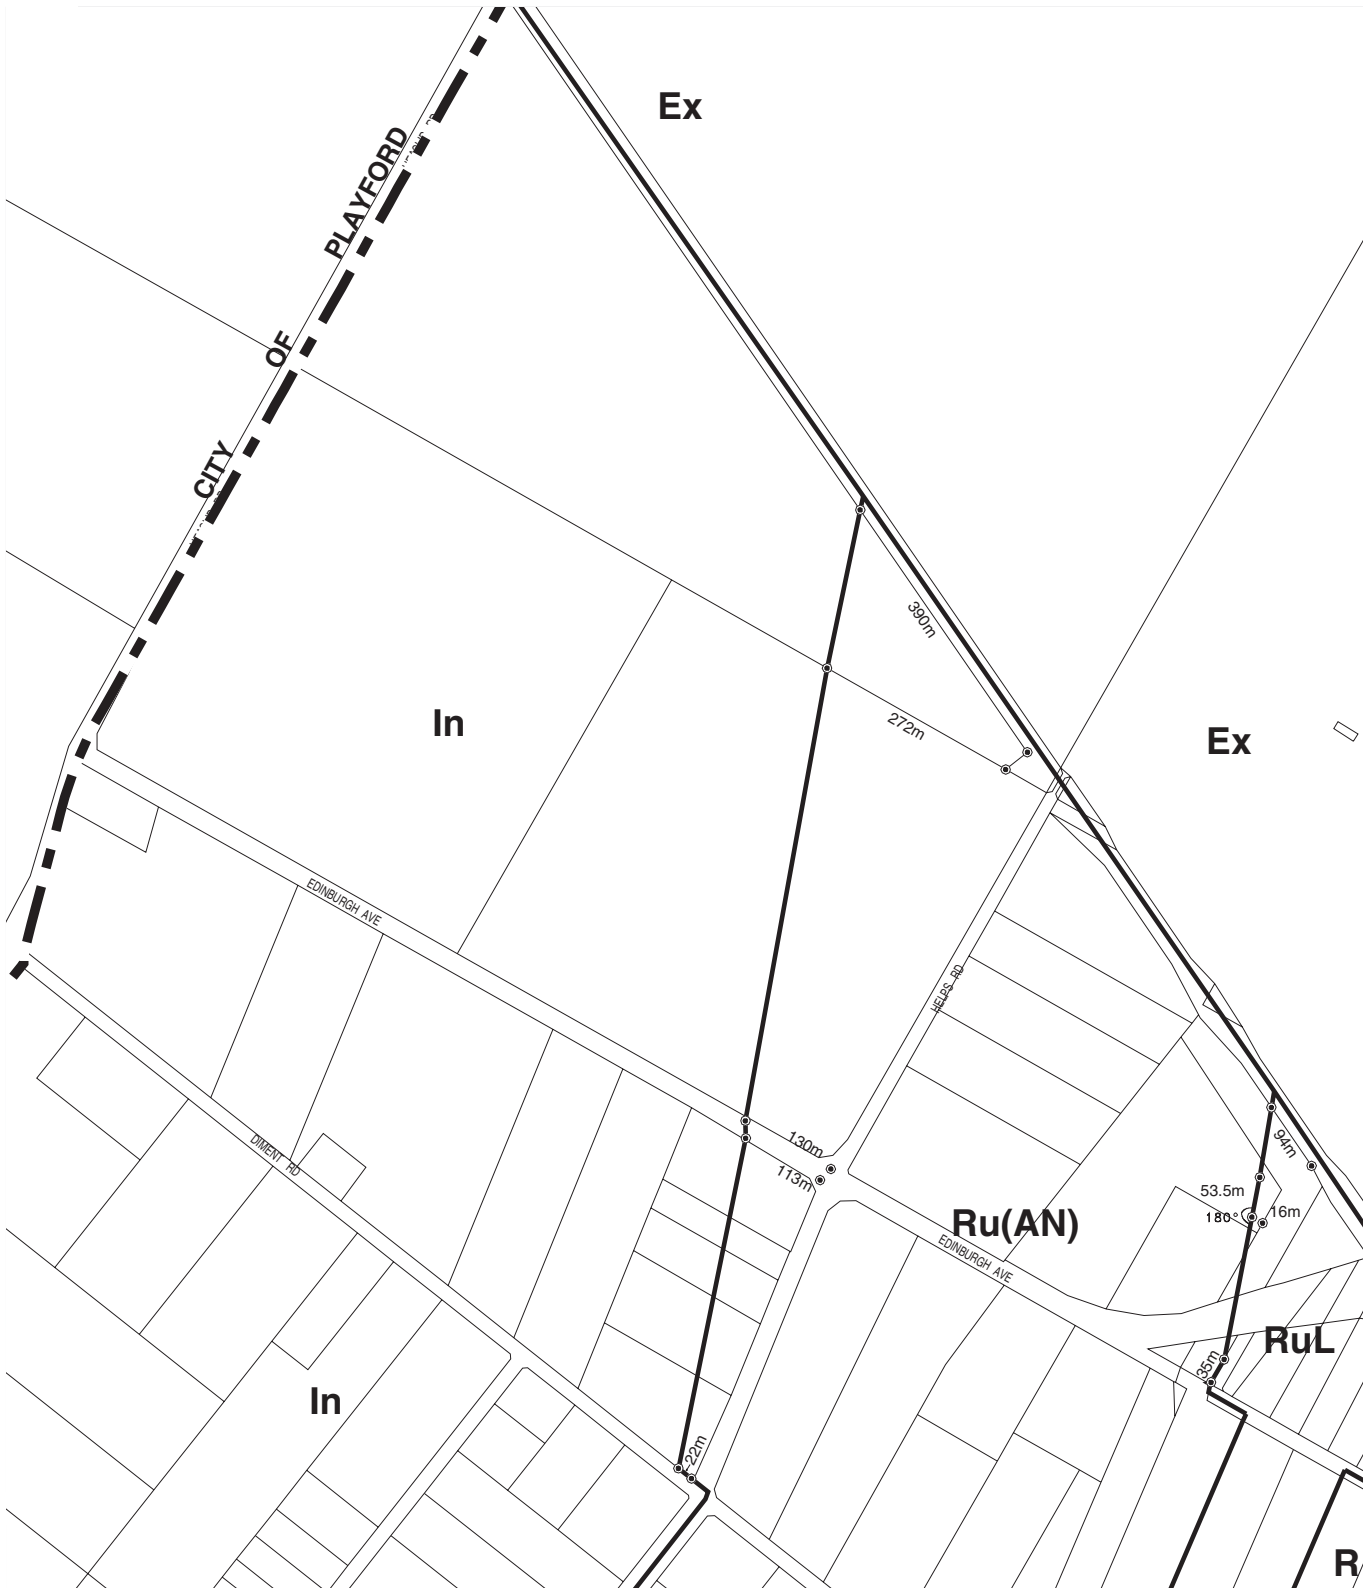 Ex
CITY OF PLAYFORD
390m
272m
In
Ex
EDINBURGH AVE
HELPS RD
130m
113m
94m
53.5m
180°
16m
Ru(AN)
EDINBURGH AVE
DIMENT RD
RuL
35m
In
22m
R